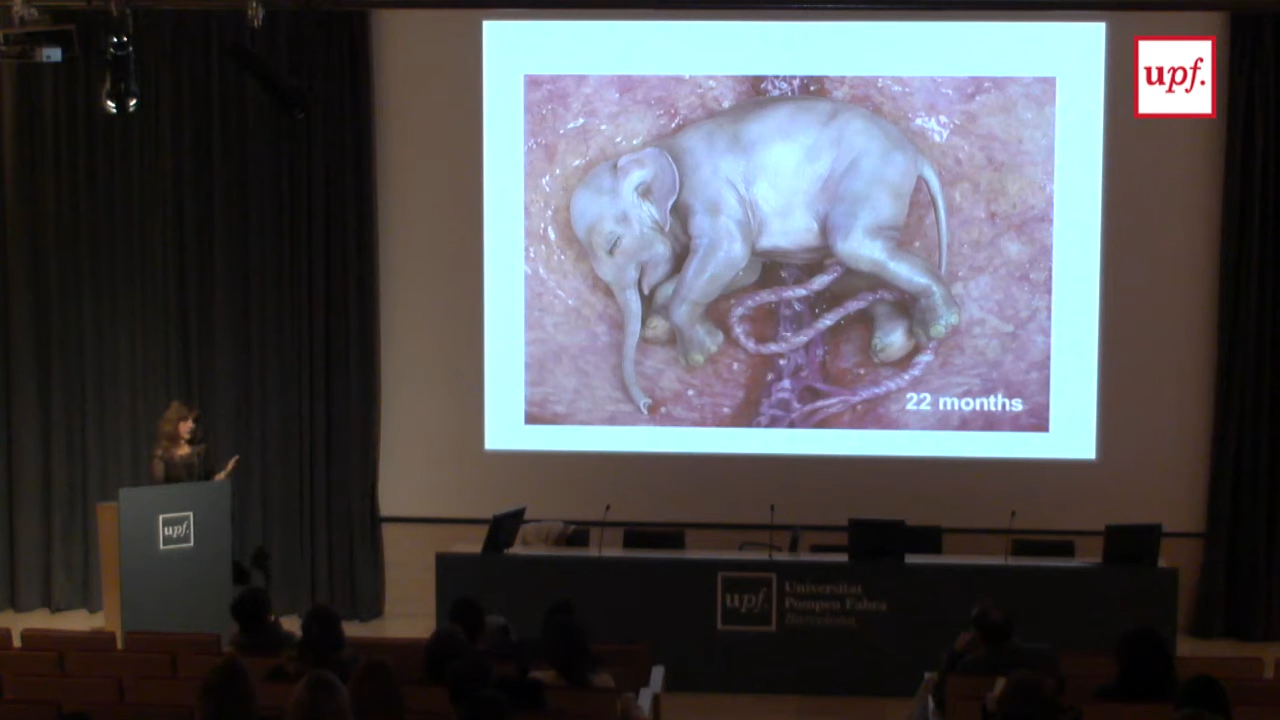 upf.
22 months
upf.
upf.
Universitat
Pompeu Fabra
Barcelona